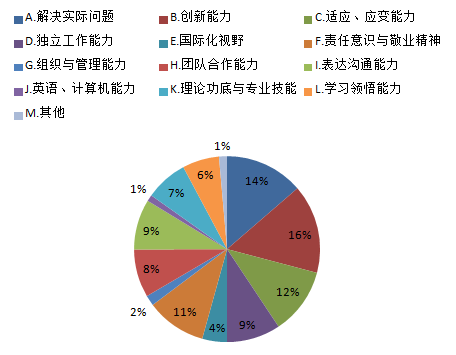 A.解决实际问题 B.创新能力 C.适应、应变能力
D.独立工作能力 E.国际化视野 F.责任意识与敬业精神
G.组织与管理能力 H.团队合作能力 I.表达沟通能力
J.英语、计算机能力 K.理论功底与专业技能 L.学习领悟能力
M.其他
1%
14%
16%
12%
9%
4%
11%
2%
8%
9%
1%
7%
6%